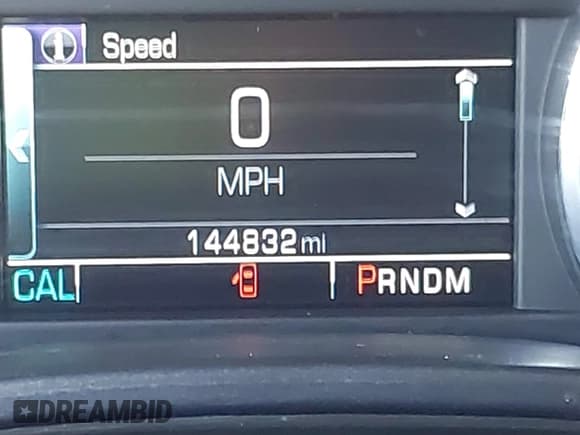 Speed
0
MPH
144832 mi
CAL PRNDM
DREAMBID